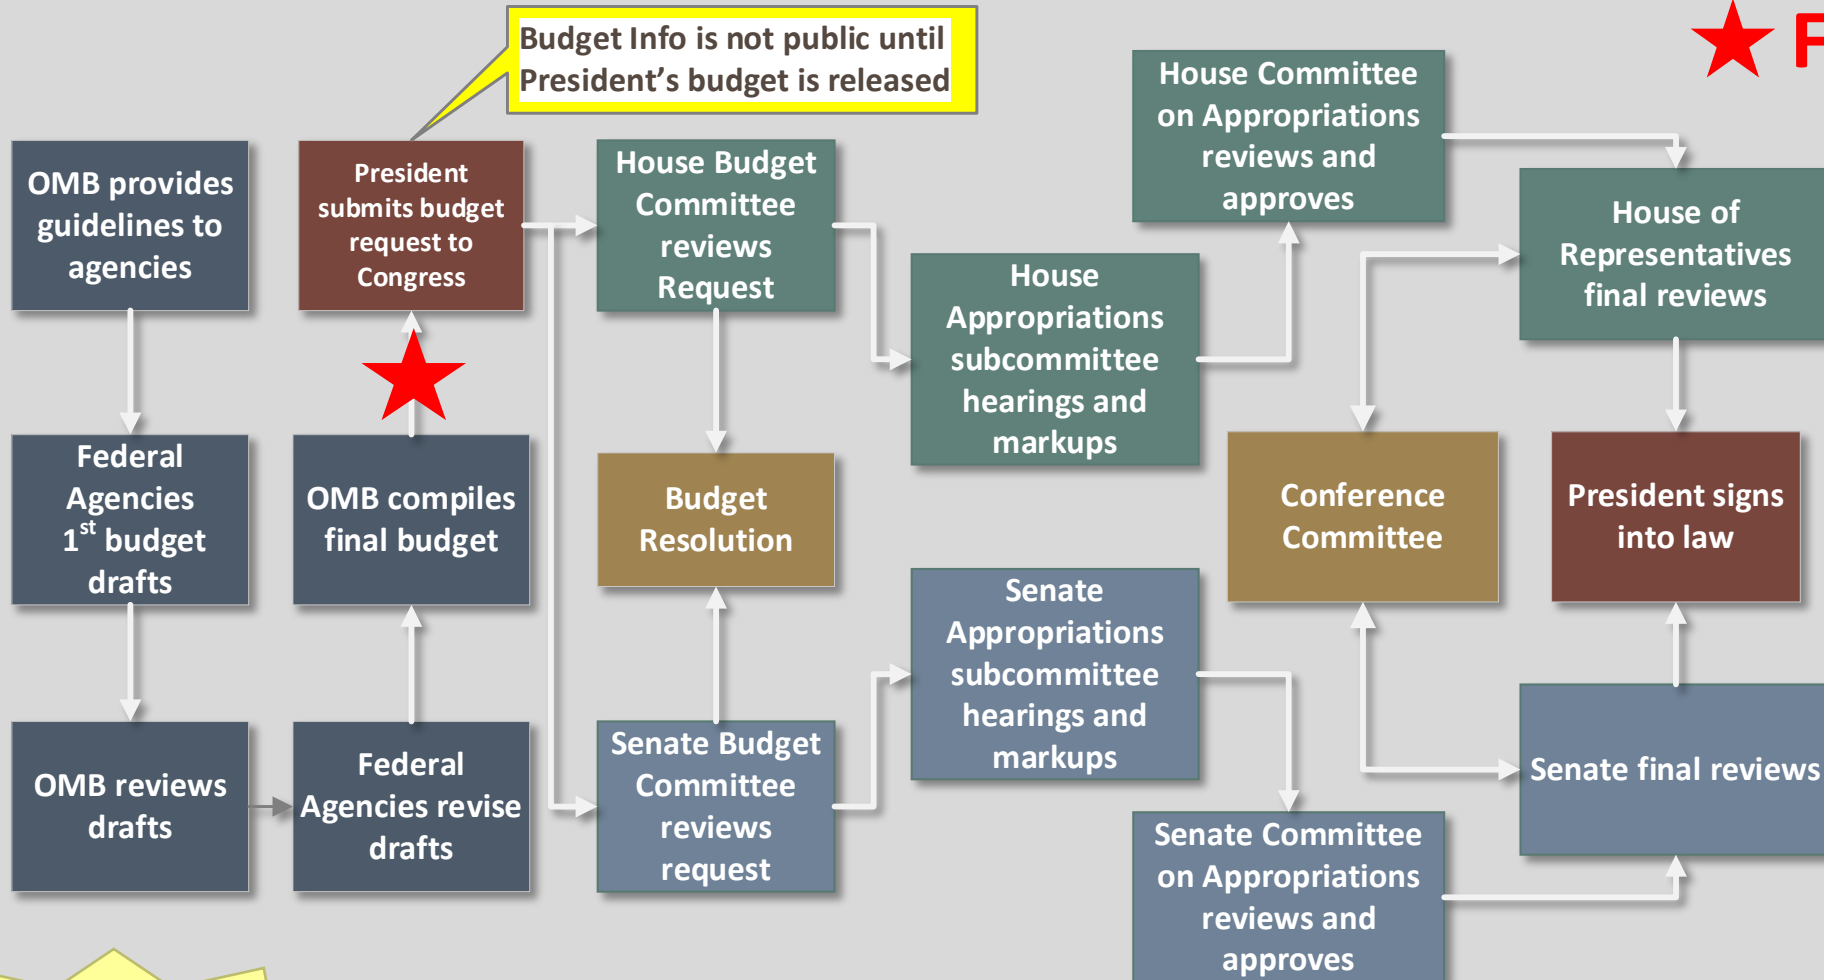 Budget Info is not public until
President's budget is released
F
OMB provides
guidelines to
agencies
Federal
Agencies
1st budget
drafts
OMB reviews
drafts
President
submits budget
request to
Congress
OMB compiles
final budget
Federal
Agencies revise
drafts
House Budget
Committee
reviews
Request
Budget
Resolution
Senate Budget
Committee
reviews
request
House
Appropriations
subcommittee
hearings and
markups
Senate
Appropriations
subcommittee
hearings and
markups
House Committee
on Appropriations
reviews and
approves
Conference
Committee
Senate Committee
on Appropriations
reviews and
approves
House of
Representatives
final reviews
President signs
into law
Senate final reviews